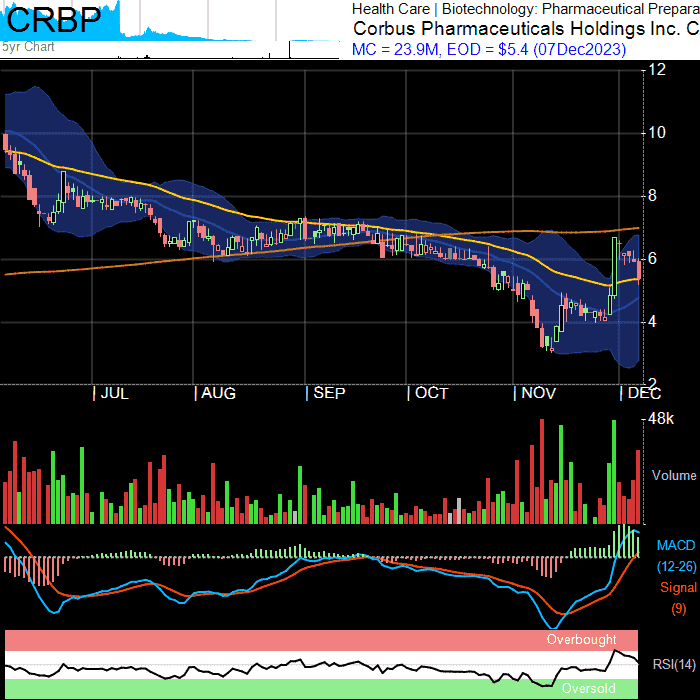 CRBP
5yr Chart
Health Care | Biotechnology: Pharmaceutical Prepara
Corbus Pharmaceuticals Holdings Inc. C
MC = 23.9M, EOD = $5.4 (07Dec2023)
12
10
8
6
4
2
JUL
AUG
SEP
OCT
NOV
DEC
48k
Volume
MACD
(12-26)
Signal
(9)
Overbought
RSI(14)
Oversold